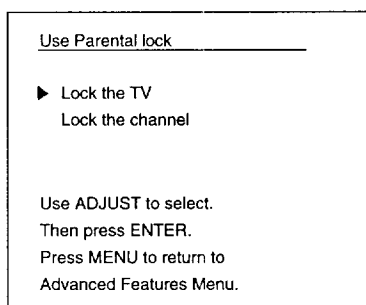 Use Parental lock
▶ Lock the TV
Lock the channel
Use ADJUST to select.
Then press ENTER.
Press MENU to return to
Advanced Features Menu.